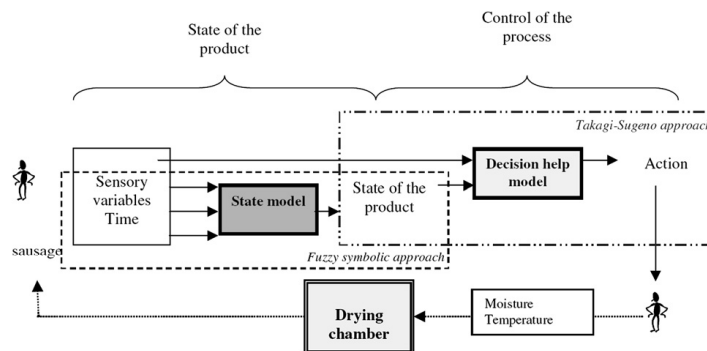 State of the
product
Control of the
process
Takagi-Sugeno approach
Sensory
variables
Time
State model
State of the
product
Decision help
model
Action
sausage
Fuzzy symbolic approach
Drying
chamber
Moisture
Temperature